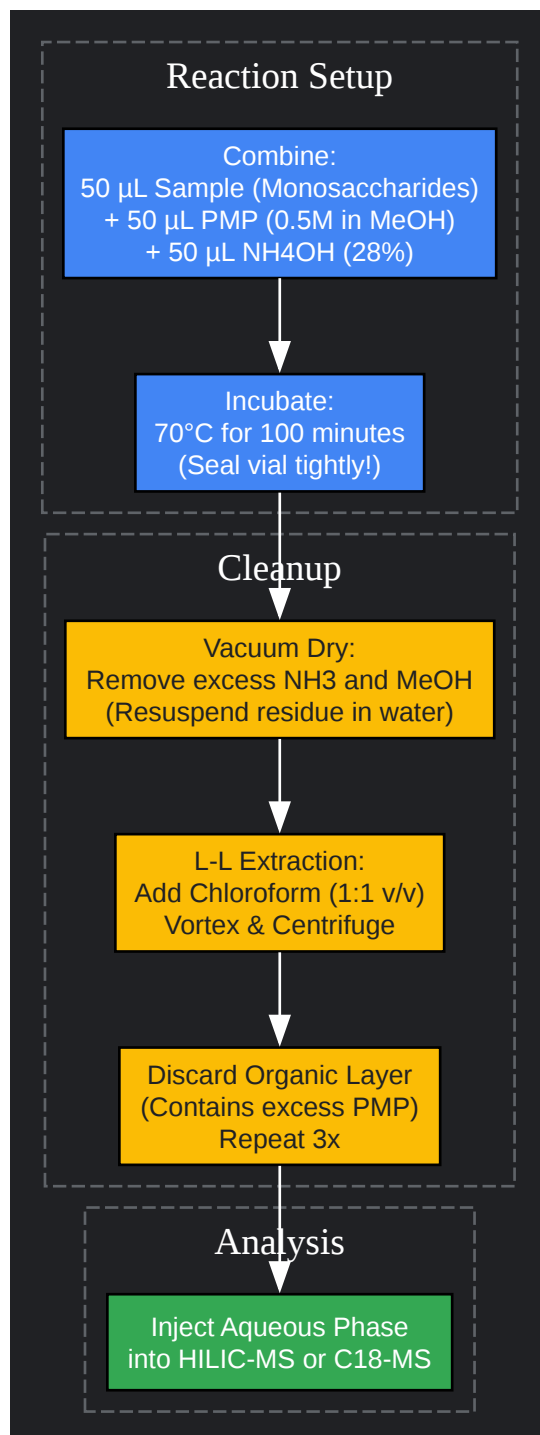 Reaction Setup
Combine:
50 µL Sample (Monosaccharides)
+ 50 µL PMP (0.5M in MeOH)
+ 50 µL NH4OH (28%)
Incubate:
70°C for 100 minutes
(Seal vial tightly!)
Cleanup
Vacuum Dry:
Remove excess NH3 and MeOH
(Resuspend residue in water)
L-L Extraction:
Add Chloroform (1:1 v/v)
Vortex & Centrifuge
Discard Organic Layer
(Contains excess PMP)
Repeat 3x
Analysis
Inject Aqueous Phase
into HILIC-MS or C18-MS